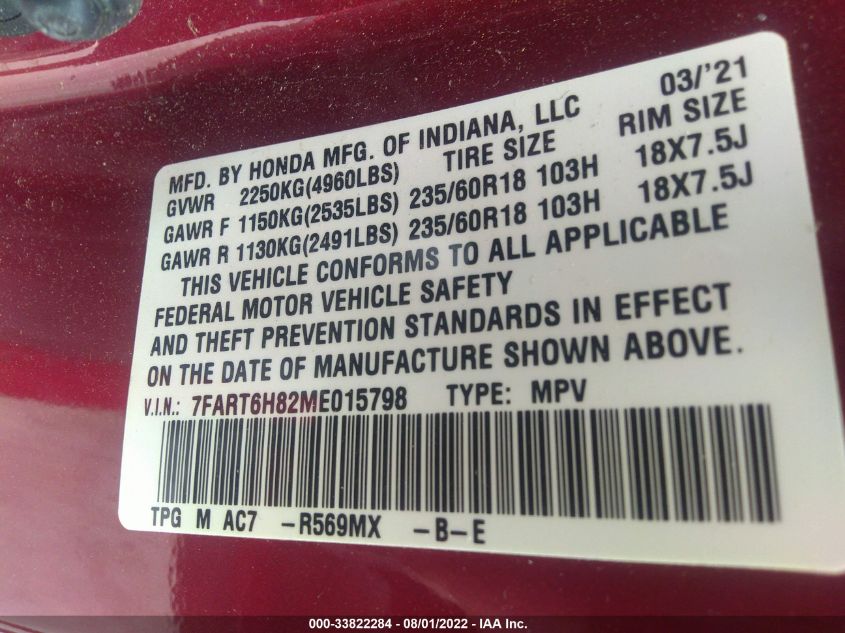 03/'21
MFD. BY HONDA MFG. OF INDIANA, LLC
GVWR 2250KG(4960LBS) TIRE SIZE RIM SIZE
GAWR F 1150KG(2535LBS) 235/60R18 103H 18X7.5J
GAWR R 1130KG(2491LBS) 235/60R18 103H 18X7.5J
THIS VEHICLE CONFORMS TO ALL APPLICABLE
FEDERAL MOTOR VEHICLE SAFETY
AND THEFT PREVENTION STANDARDS IN EFFECT
ON THE DATE OF MANUFACTURE SHOWN ABOVE.
V.I.N.: 7FART6H82ME015798 TYPE: MPV
TPG M AC7 -R569MX -B-E
000-33822284 - 08/01/2022 - IAA Inc.